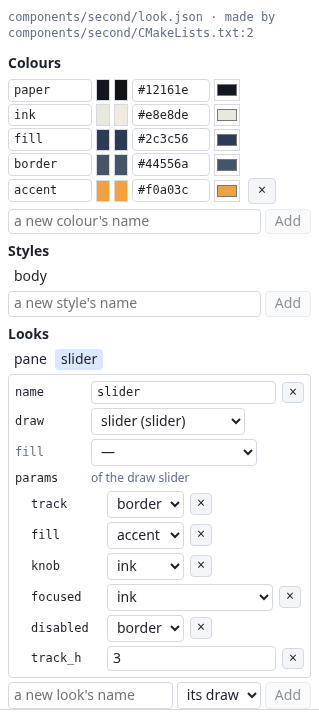 components/second/look.json · made by
components/second/CMakeLists.txt:2
Colours
paper #12161e
ink #e8e8de
fill #2c3c56
border #44556a
accent #f0a03c ×
a new colour's name Add
Styles
body
a new style's name Add
Looks
pane slider
name slider ×
draw slider (slider)
fill —
params of the draw slider
track border ×
fill accent ×
knob ink ×
focused ink ×
disabled border ×
track_h 3 ×
a new look's name its draw Add